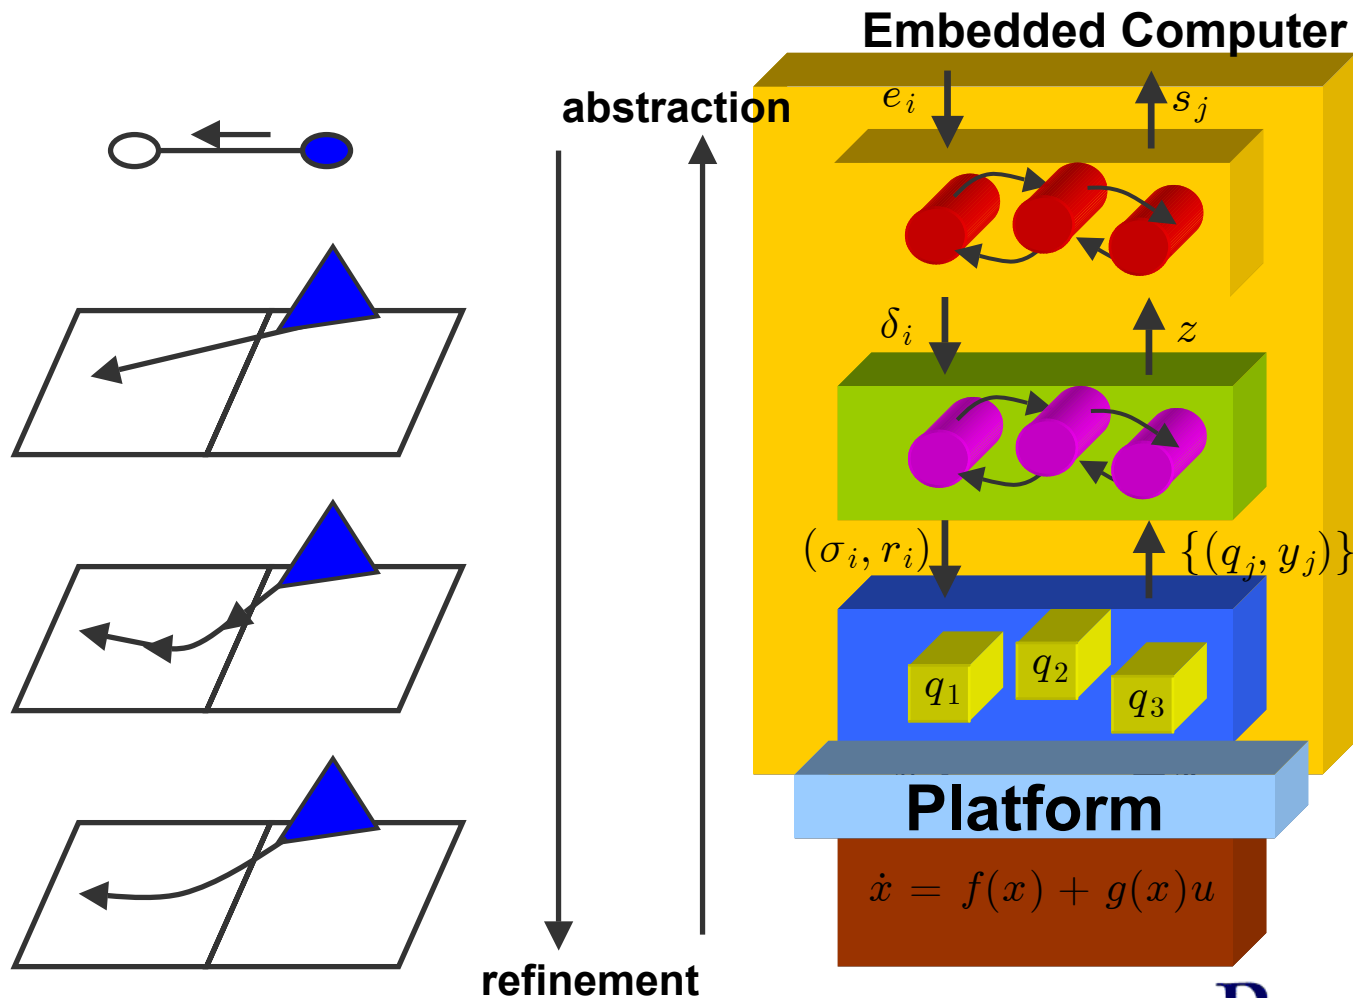 Embedded Computer
abstraction
e_i
s_j
δ_i
z
(σ_i, r_i)
{(q_j, y_j)}
q_1
q_2
q_3
Platform
ẋ = f(x) + g(x)u
refinement